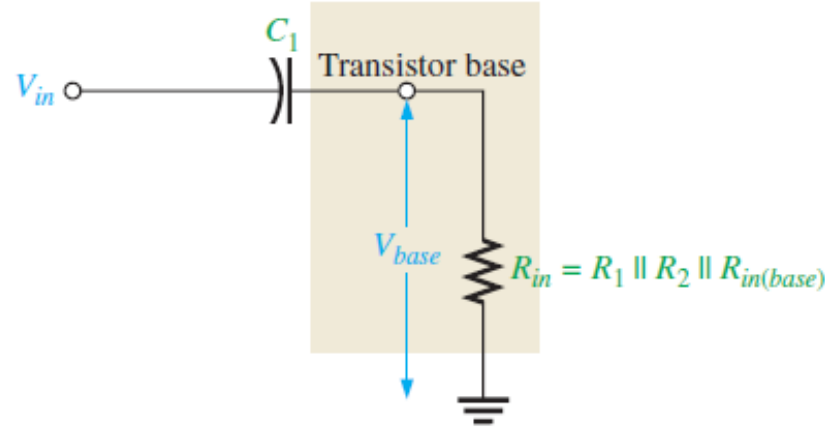 C₁
Transistor base
Vin
Vbase
Rin = R₁ || R₂ || Rin(base)